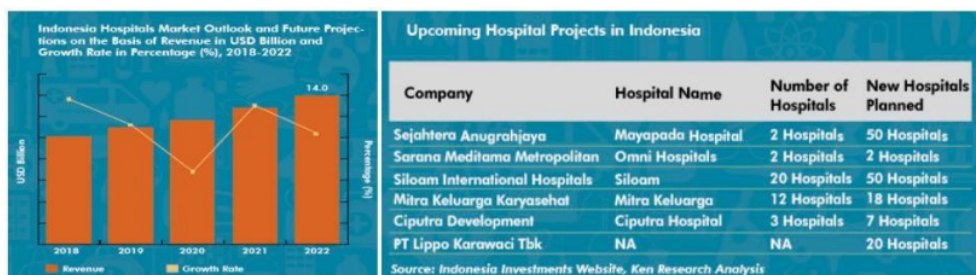 Indonesia Hospitals Market Outlook and Future Projec-
tions on the Basis of Revenue in USD Billion and
Growth Rate in Percentage (%), 2018-2022
14.0
USD Billion
Percentage (%)
2018 2019 2020 2021 2022
Revenue Growth Rate
Upcoming Hospital Projects in Indonesia
Company Hospital Name Number of Hospitals New Hospitals Planned
Sejahtera Anugrahjaya Mayapada Hospital 2 Hospitals 50 Hospitals
Sarana Meditama Metropolitan Omni Hospitals 2 Hospitals 2 Hospitals
Siloam International Hospitals Siloam 20 Hospitals 50 Hospitals
Mitra Keluarga Karyasehat Mitra Keluarga 12 Hospitals 18 Hospitals
Ciputra Development Ciputra Hospital 3 Hospitals 7 Hospitals
PT Lippo Karawaci Tbk NA NA 20 Hospitals
Source: Indonesia Investments Website, Ken Research Analysis